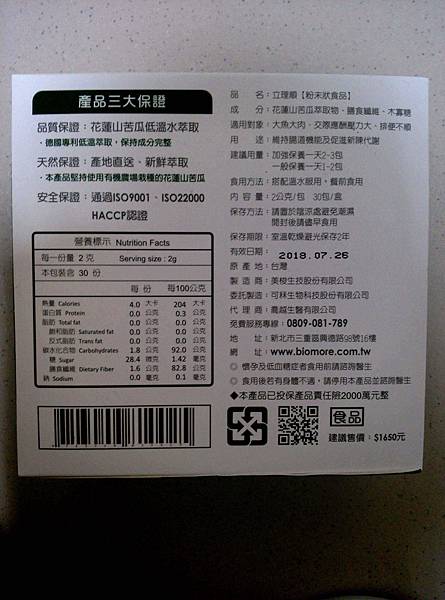 產品三大保證
品質保證：花蓮山苦瓜低溫水萃取
・德國專利低溫萃取，保持成分完整
天然保證：產地直送、新鮮萃取
・本產品堅持使用有機農場栽種的花蓮山苦瓜
安全保證：通過ISO9001、ISO22000
HACCP認證
營養標示 Nutrition Facts
每一份量 2 克 Serving size : 2g
本包裝含 30 份
每 份 每100公克
熱量 Calories 4.0 大卡 204 大卡
蛋白質 Protein 0.0 公克 0.3 公克
脂肪 Total fat 0.0 公克 0.0 公克
飽和脂肪 Saturated fat 0.0 公克 0.0 公克
反式脂肪 Trans fat 0.0 公克 0.0 公克
碳水化合物 Carbohydrates 1.8 公克 92.0 公克
糖 Sugar 28.4 毫克 1.42 毫克
膳食纖維 Dietary Fiber 1.6 公克 82.8 公克
鈉 Sodium 0.0 毫克 0.1 毫克
品 名：立理順【粉末狀食品】
成 分：花蓮山苦瓜萃取物、膳食纖維、木寡糖
適用對象：大魚大肉、交際應酬壓力大、排便不順
用 途：維持腸道機能及促進新陳代謝
建議用量：加強保養一天2-3包
一般保養一天1-2包
食用方法：搭配溫水服用，餐前食用
內 容 量：2公克/包 30包/盒
保存方法：請置於陰涼處避免潮濕
開封後請儘早食用
保存期限：室溫乾燥避光保存2年
有效日期： 2018.07.26
原 產 地：台灣
製 造 商：美梭生技股份有限公司
委託製造：可林生物科技股份有限公司
代 理 商：喬越生醫有限公司
免費服務專線：0809-081-789
地 址：新北市三重區興德路98號16樓
網 址：www.biomore.com.tw
◎ 懷孕及低血糖症者食用前請諮詢醫生
◎ 食用後若有身體不適，請停用本產品並諮詢醫生
◆本產品已投保產品責任險2000萬元整
食品
建議售價：$1650元